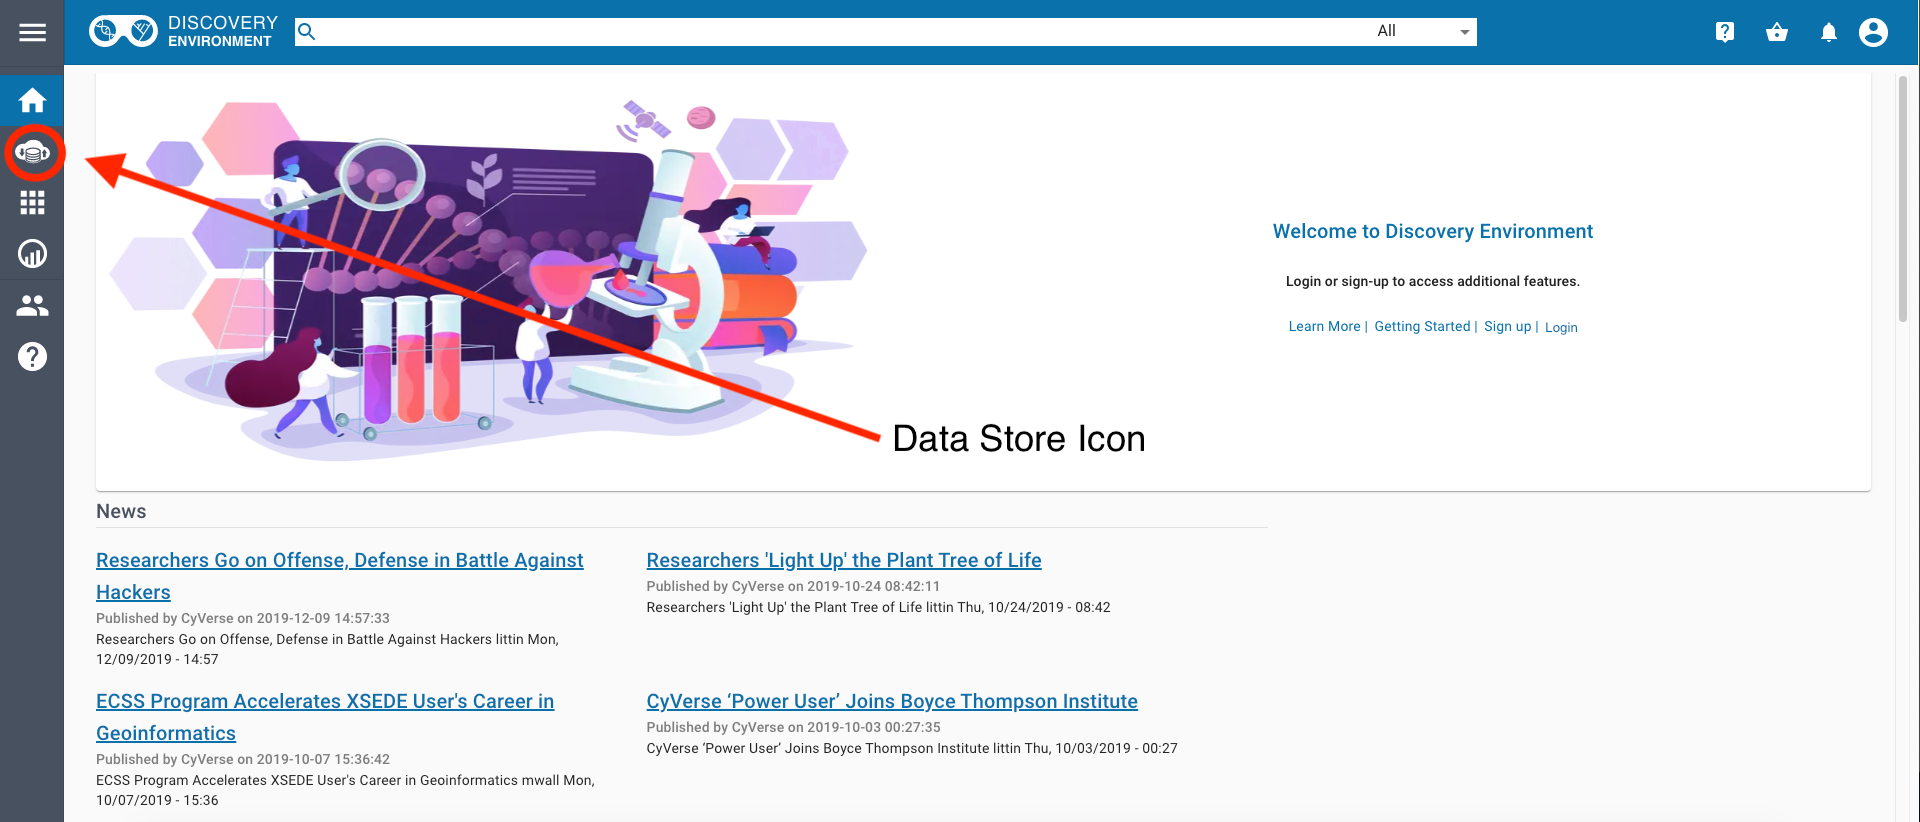 DISCOVERY
ENVIRONMENT
All
Welcome to Discovery Environment
Login or sign-up to access additional features.
Learn More | Getting Started | Sign up | Login
Data Store Icon
News
Researchers Go on Offense, Defense in Battle Against
Hackers
Published by CyVerse on 2019-12-09 14:57:33
Researchers Go on Offense, Defense in Battle Against Hackers littin Mon,
12/09/2019 - 14:57
Researchers 'Light Up' the Plant Tree of Life
Published by CyVerse on 2019-10-24 08:42:11
Researchers 'Light Up' the Plant Tree of Life littin Thu, 10/24/2019 - 08:42
ECSS Program Accelerates XSEDE User's Career in
Geoinformatics
Published by CyVerse on 2019-10-07 15:36:42
ECSS Program Accelerates XSEDE User's Career in Geoinformatics mwall Mon,
10/07/2019 - 15:36
CyVerse ‘Power User’ Joins Boyce Thompson Institute
Published by CyVerse on 2019-10-03 00:27:35
CyVerse ‘Power User’ Joins Boyce Thompson Institute littin Thu, 10/03/2019 - 00:27